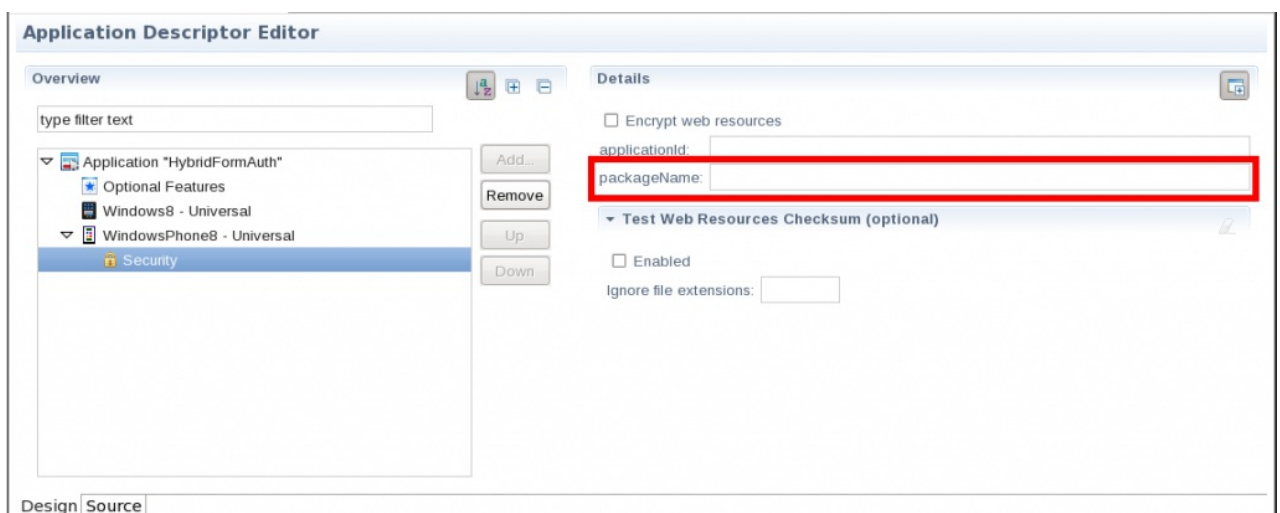 Application Descriptor Editor
Overview
type filter text
Application "HybridFormAuth"
Optional Features
Windows8 - Universal
WindowsPhone8 - Universal
Security
Add...
Remove
Up
Down
Details
Encrypt web resources
applicationId:
packageName:
Test Web Resources Checksum (optional)
Enabled
Ignore file extensions:
Design Source